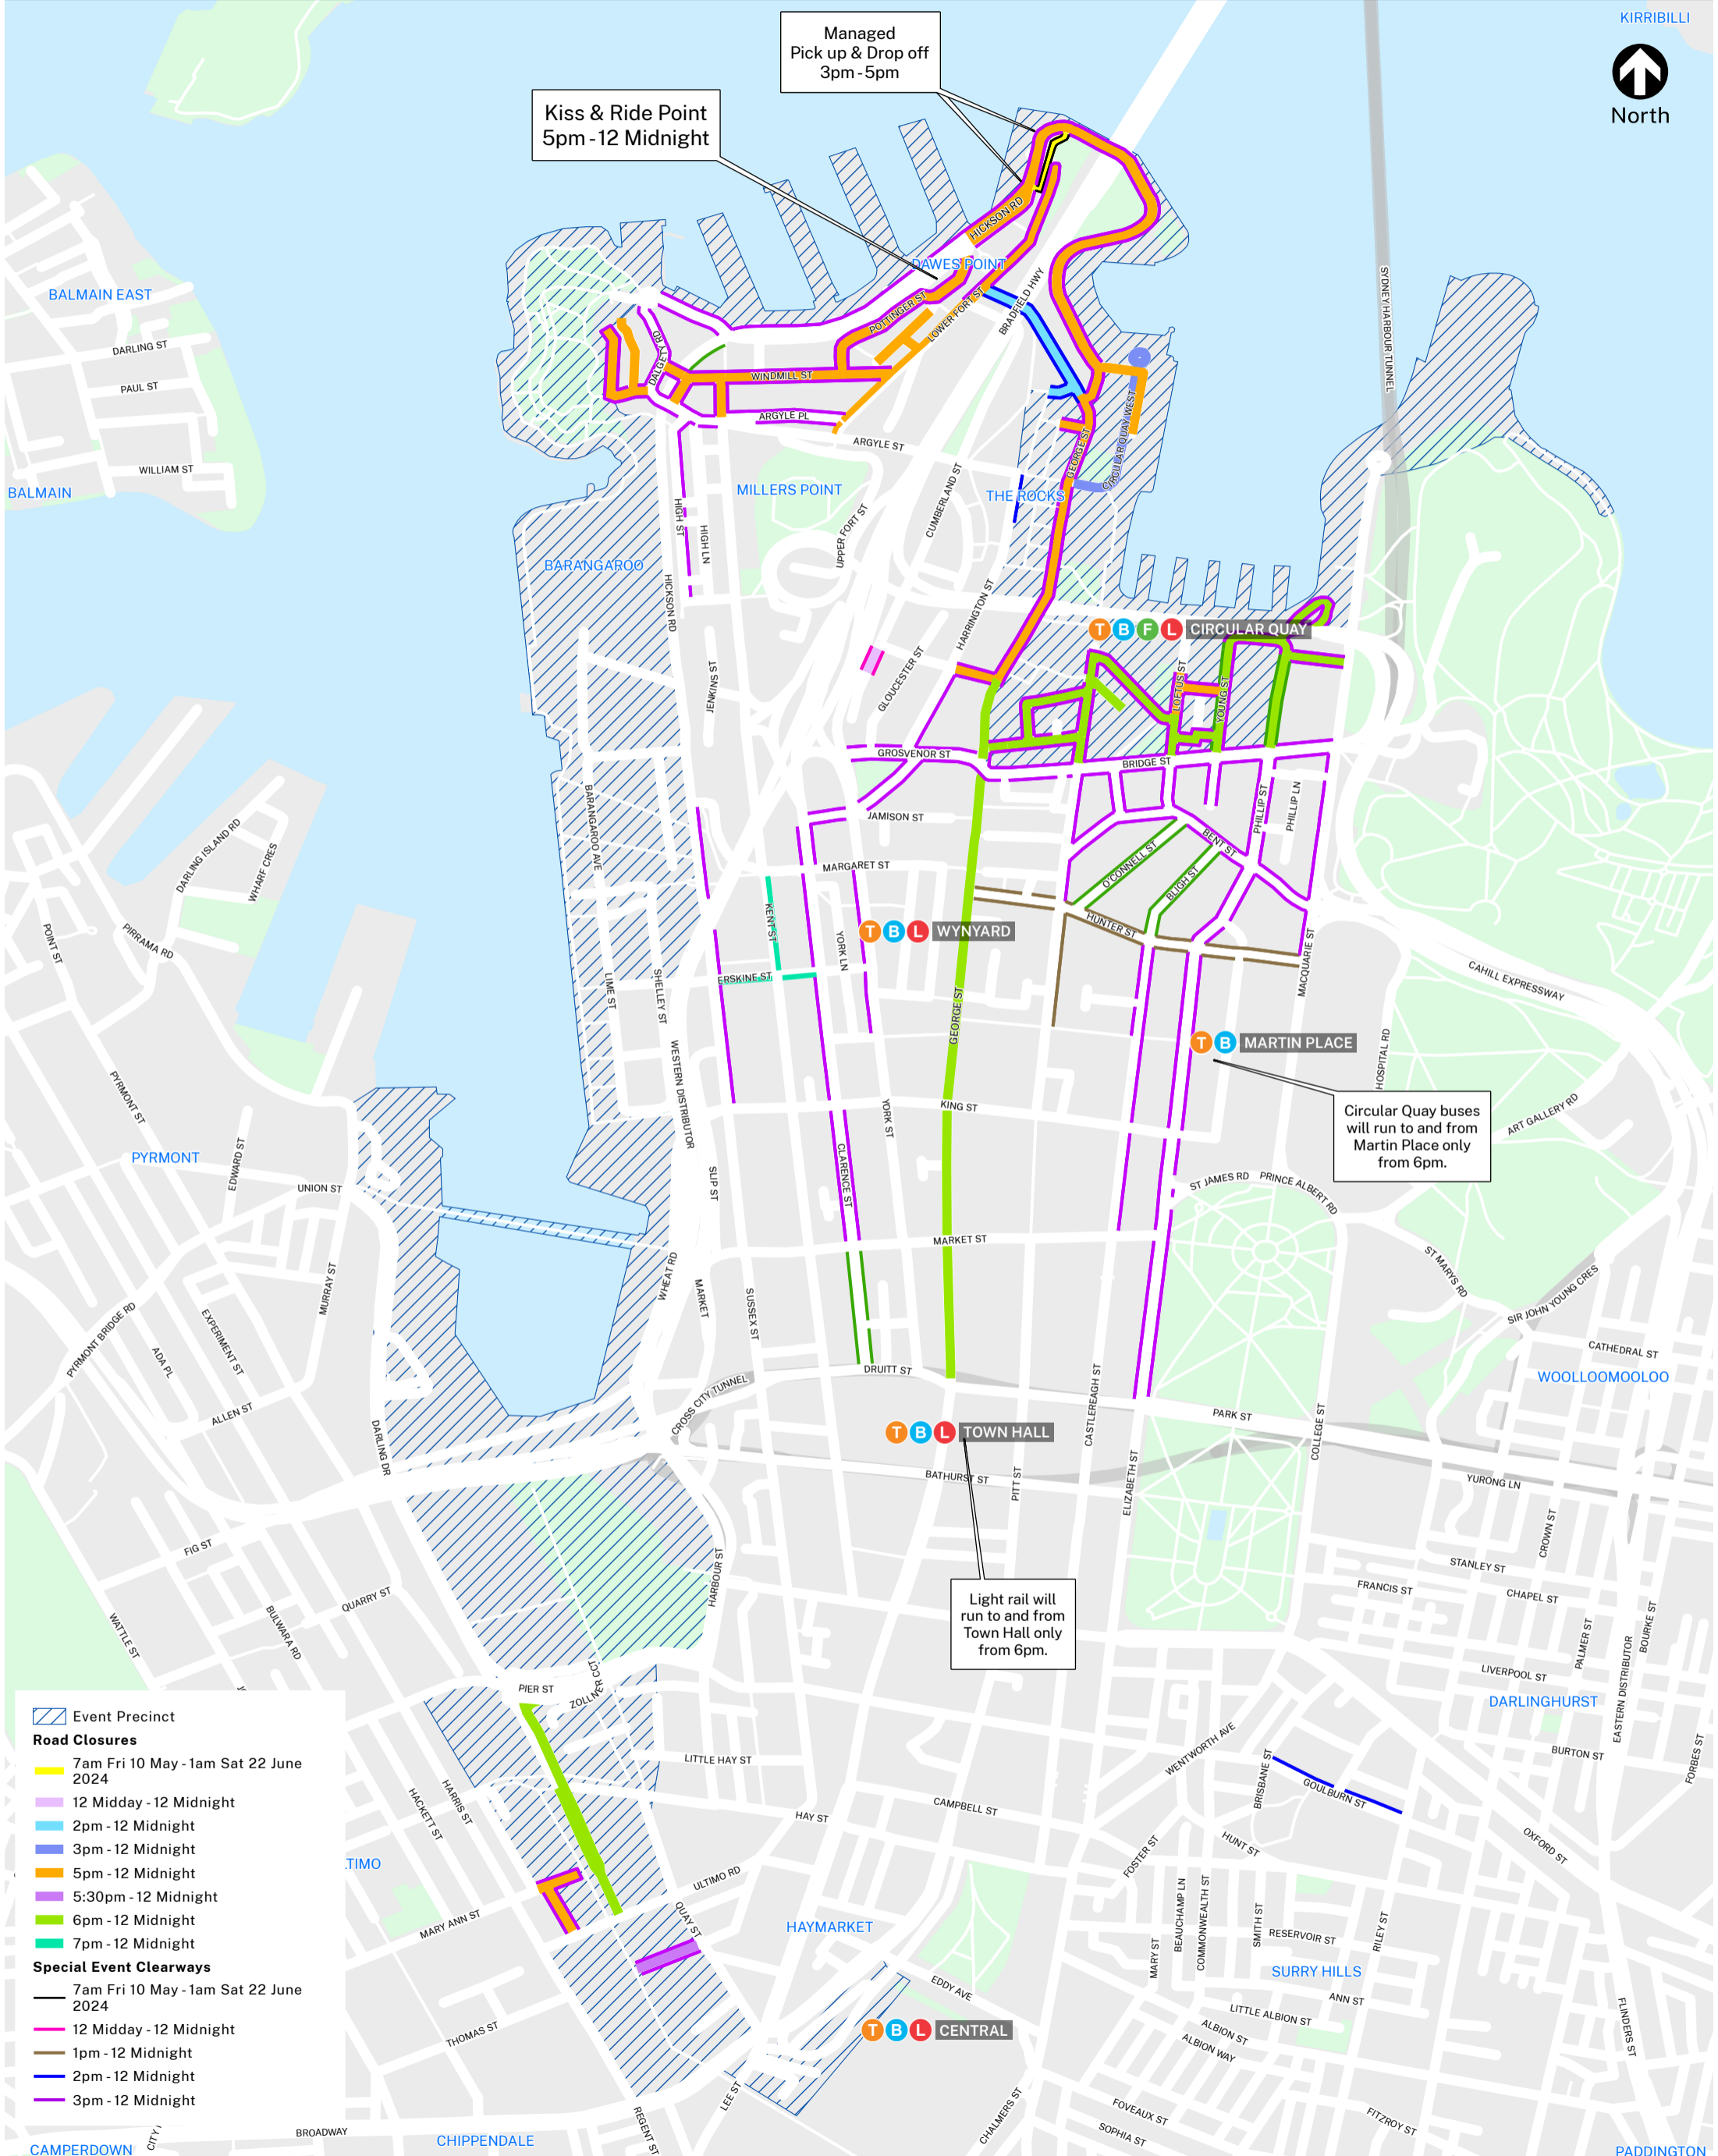 KIRRIBILLI
North
Managed
Pick up & Drop off
3pm - 5pm
Kiss & Ride Point
5pm - 12 Midnight
HICKSON RD
DAWES POINT
POTTINGER ST
LOWER FORT ST
BRADFIELD HWY
SYDNEY HARBOUR TUNNEL
BALMAIN EAST
DARLING ST
PAUL ST
WILLIAM ST
BALMAIN
DALGETY RD
WINDMILL ST
ARGYLE PL
ARGYLE ST
CIRCULAR QUAY WEST
GEORGE ST
MILLERS POINT
THE ROCKS
CUMBERLAND ST
UPPER FORT ST
HIGH ST
HIGH LN
BARANGAROO
HICKSON RD
HARRINGTON ST
T B F L CIRCULAR QUAY
GLOUCESTER ST
JENKINS ST
LOFTUS ST
YOUNG ST
GROSVENOR ST
BRIDGE ST
JAMISON ST
PHILLIP ST
PHILLIP LN
BARANGAROO AVE
BENT ST
O'CONNELL ST
BLIGH ST
MARGARET ST
DARLING ISLAND RD
WHARF CRES
POINT ST
PIRRAMA RD
KENT ST
YORK LN
T B L WYNYARD
HUNTER ST
MACQUARIE ST
CAHILL EXPRESSWAY
ERSKINE ST
LIME ST
SHELLEY ST
GEORGE ST
T B MARTIN PLACE
HOSPITAL RD
WESTERN DISTRIBUTOR
PYRMONT ST
KING ST
YORK ST
ART GALLERY RD
Circular Quay buses
will run to and from
Martin Place only
from 6pm.
PYRMONT
EDWARD ST
UNION ST
SLIP ST
CLARENCE ST
ST JAMES RD
PRINCE ALBERT RD
MARKET ST
WHEAT RD
MARKET
SUSSEX ST
ST MARYS RD
SIR JOHN YOUNG CRES
MURRAY ST
PYRMONT BRIDGE RD
EXPERIMENT ST
ADA PL
ALLEN ST
DARLING DR
CATHEDRAL ST
WOOLLOOMOOLOO
DRUITT ST
CROSS CITY TUNNEL
CASTLEREAGH ST
PARK ST
COLLEGE ST
T B L TOWN HALL
BATHURST ST
PITT ST
ELIZABETH ST
YURONG LN
CROWN ST
FIG ST
QUARRY ST
HARBOUR ST
STANLEY ST
FRANCIS ST
CHAPEL ST
WATTLE ST
BULWARA RD
Light rail will
run to and from
Town Hall only
from 6pm.
PALMER ST
BOURKE ST
EASTERN DISTRIBUTOR
LIVERPOOL ST
DARLINGHURST
PIER ST
ZOLLNER CCT
LITTLE HAY ST
WENTWORTH AVE
BURTON ST
FORBES ST
BRISBANE ST
GOULBURN ST
HARRIS ST
HACKETT ST
HAY ST
CAMPBELL ST
FOSTER ST
HUNT ST
OXFORD ST
TIMO
MARY ANN ST
ULTIMO RD
QUAY ST
HAYMARKET
BEAUCHAMP LN
COMMONWEALTH ST
SMITH ST
RESERVOIR ST
RILEY ST
MARY ST
SURRY HILLS
EDDY AVE
ANN ST
LITTLE ALBION ST
ALBION ST
ALBION WAY
FLINDERS ST
T B L CENTRAL
THOMAS ST
LEE ST
REGENT ST
CHALMERS ST
FOVEAUX ST
SOPHIA ST
FITZROY ST
BROADWAY
CITY
CHIPPENDALE
CAMPERDOWN
PADDINGTON
Event Precinct
Road Closures
7am Fri 10 May - 1am Sat 22 June
2024
12 Midday - 12 Midnight
2pm - 12 Midnight
3pm - 12 Midnight
5pm - 12 Midnight
5:30pm - 12 Midnight
6pm - 12 Midnight
7pm - 12 Midnight
Special Event Clearways
7am Fri 10 May - 1am Sat 22 June
2024
12 Midday - 12 Midnight
1pm - 12 Midnight
2pm - 12 Midnight
3pm - 12 Midnight